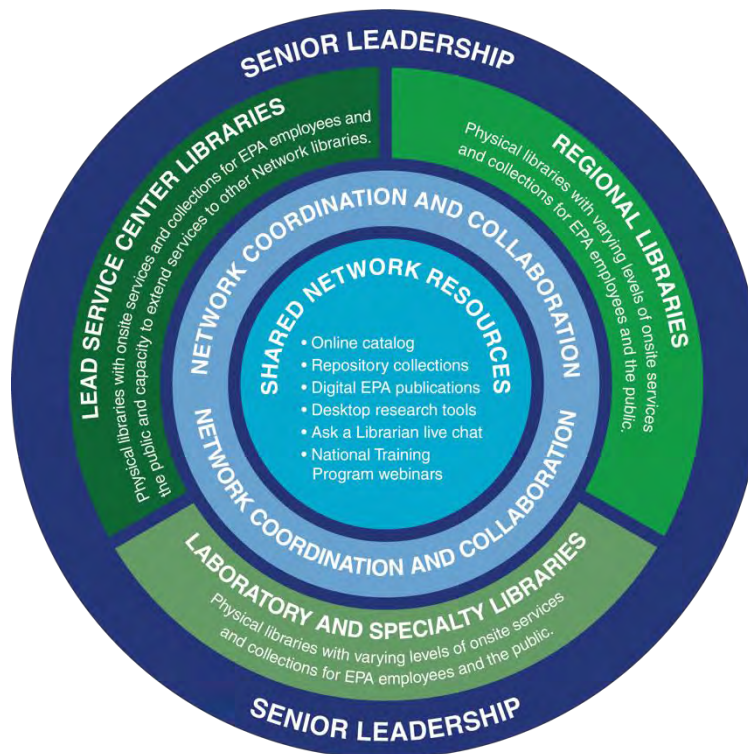 SENIOR LEADERSHIP
LEAD SERVICE CENTER LIBRARIES
Physical libraries with onsite services and collections for EPA employees and
the public and capacity to extend services to other Network libraries.
REGIONAL LIBRARIES
Physical libraries with varying levels of onsite services
and collections for EPA employees and the public.
NETWORK COORDINATION AND COLLABORATION
SHARED NETWORK RESOURCES
• Online catalog
• Repository collections
• Digital EPA publications
• Desktop research tools
• Ask a Librarian live chat
• National Training
Program webinars
NETWORK COORDINATION AND COLLABORATION
LABORATORY AND SPECIALTY LIBRARIES
Physical libraries with varying levels of onsite services
and collections for EPA employees and the public.
SENIOR LEADERSHIP